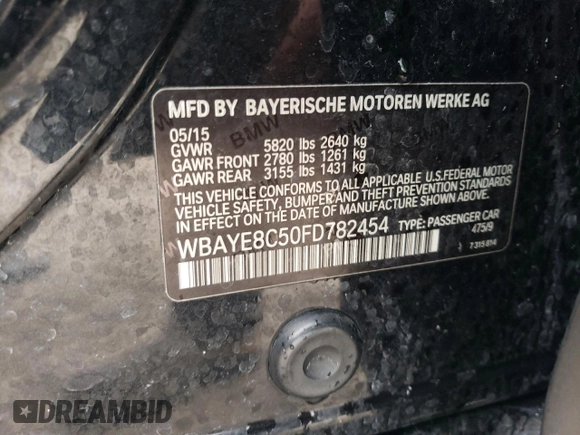 MFD BY BAYERISCHE MOTOREN WERKE AG
05/15
GVWR 5820 lbs 2640 kg
GAWR FRONT 2780 lbs 1261 kg
GAWR REAR 3155 lbs 1431 kg
THIS VEHICLE CONFORMS TO ALL APPLICABLE U.S.FEDERAL MOTOR
VEHICLE SAFETY, BUMPER AND THEFT PREVENTION STANDARDS
IN EFFECT ON THE DATE OF MANUFACTURE SHOWN ABOVE.
WBAYE8C50FD782454 TYPE: PASSENGER CAR
475/9
7 315 814
BMW
DREAMBID